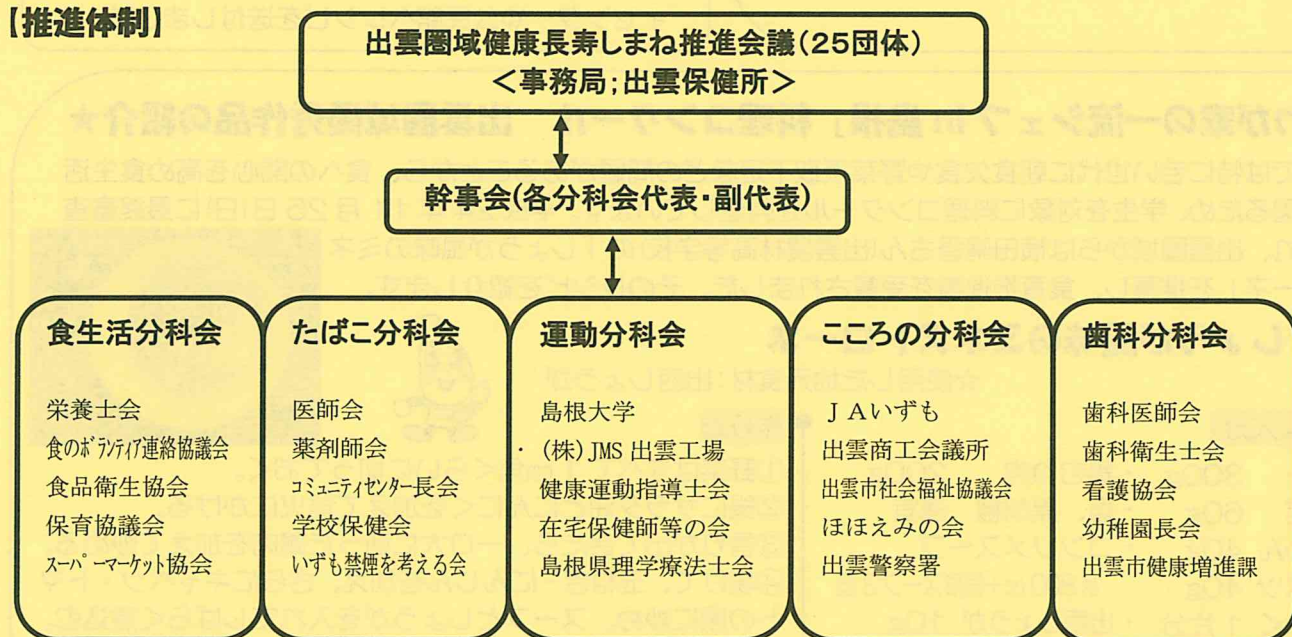 【推進体制】
出雲圏域健康長寿しまね推進会議(25団体)
＜事務局;出雲保健所＞
幹事会(各分科会代表・副代表)
食生活分科会
栄養士会
食のボランティア連絡協議会
食品衛生協会
保育協議会
スーパーマーケット協会
たばこ分科会
医師会
薬剤師会
コミュニティセンター長会
学校保健会
いずも禁煙を考える会
運動分科会
島根大学
(株)JMS 出雲工場
健康運動指導士会
在宅保健師等の会
島根県理学療法士会
こころの分科会
ＪＡいずも
出雲商工会議所
出雲市社会福祉協議会
ほほえみの会
出雲警察署
歯科分科会
歯科医師会
歯科衛生士会
看護協会
幼稚園長会
出雲市健康増進課